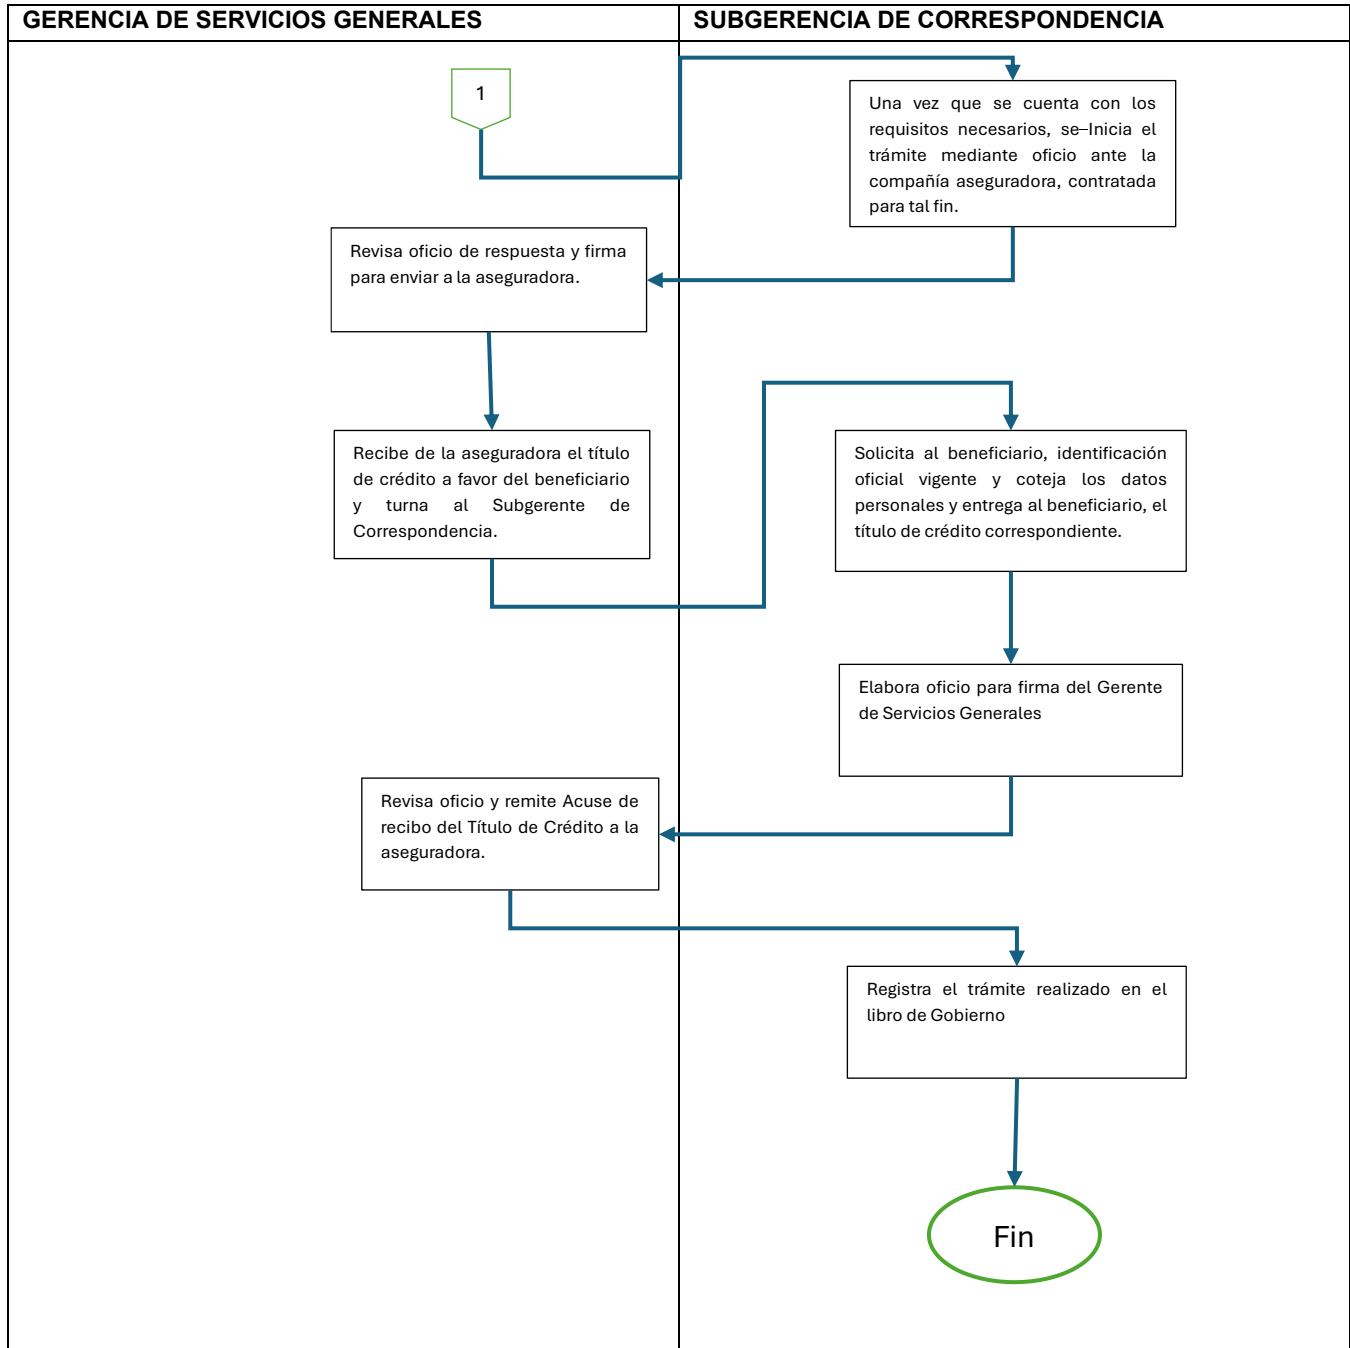 GERENCIA DE SERVICIOS GENERALES
SUBGERENCIA DE CORRESPONDENCIA
1
Una vez que se cuenta con los
requisitos necesarios, se–Inicia el
trámite mediante oficio ante la
compañía aseguradora, contratada
para tal fin.
Revisa oficio de respuesta y firma
para enviar a la aseguradora.
Recibe de la aseguradora el título
de crédito a favor del beneficiario
y turna al Subgerente de
Correspondencia.
Solicita al beneficiario, identificación
oficial vigente y coteja los datos
personales y entrega al beneficiario, el
título de crédito correspondiente.
Elabora oficio para firma del Gerente
de Servicios Generales
Revisa oficio y remite Acuse de
recibo del Título de Crédito a la
aseguradora.
Registra el trámite realizado en el
libro de Gobierno
Fin